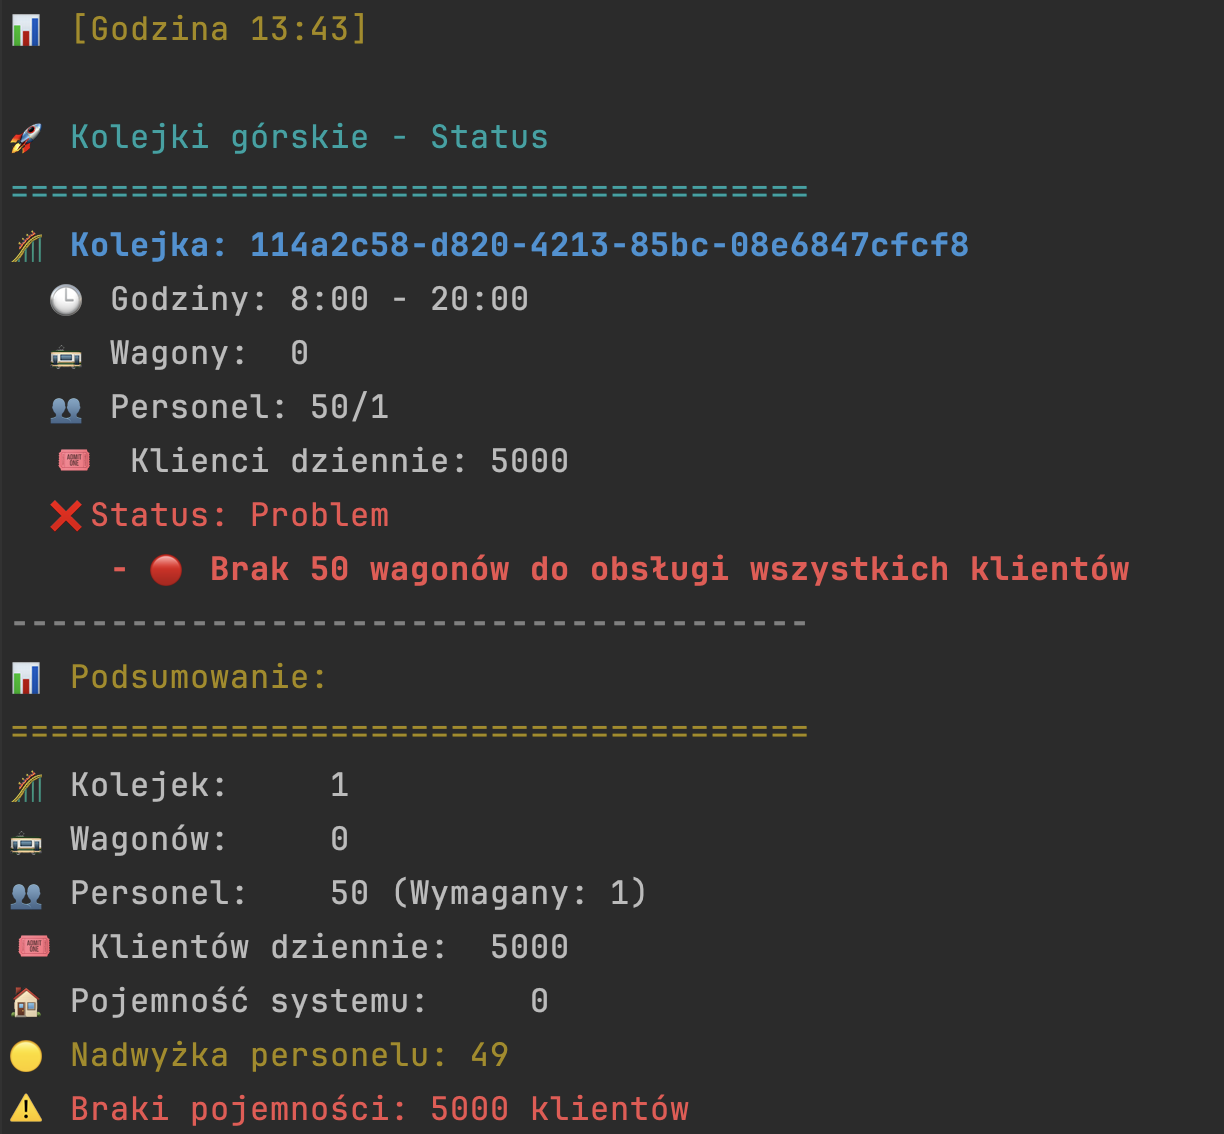 📊 [Godzina 13:43]
🚀 Kolejki górskie - Status
========================================
🎢 Kolejka: 114a2c58-d820-4213-85bc-08e6847cfcf8
🕒 Godziny: 8:00 - 20:00
🚋 Wagony: 0
👥 Personel: 50/1
🎟️ Klienci dziennie: 5000
❌ Status: Problem
- 🔴 Brak 50 wagonów do obsługi wszystkich klientów
----------------------------------------
📊 Podsumowanie:
========================================
🎢 Kolejek: 1
🚋 Wagonów: 0
👥 Personel: 50 (Wymagany: 1)
🎟️ Klientów dziennie: 5000
🏠 Pojemność systemu: 0
🟡 Nadwyżka personelu: 49
⚠️ Braki pojemności: 5000 klientów